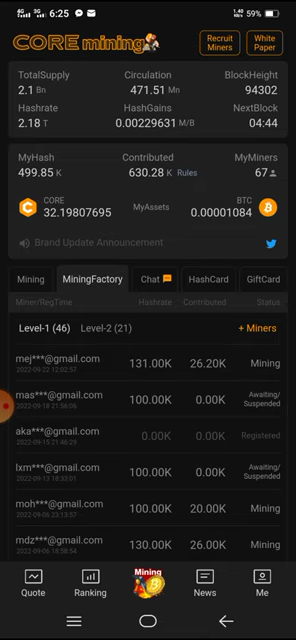 4G 4G 6:25 1.40 KB/S 59%
CORE mining Recruit Miners White Paper
TotalSupply Circulation BlockHeight
2.1 Bn 471.51 Mn 94302
Hashrate HashGains NextBlock
2.18 T 0.00229631 M/B 04:44
MyHash Contributed MyMiners
499.85 K 630.28 K Rules 67
CORE MyAssets BTC
32.19807695 0.00001084
Brand Update Announcement
Mining MiningFactory Chat HashCard GiftCard
Miner/RegTime Hashrate Contributed Status
Level-1 (46) Level-2 (21) + Miners
mej***@gmail.com 131.00K 26.20K Mining
2022-09-22 12:02:57
mas***@gmail.com 100.00K 0.00K Awaiting/Suspended
2022-09-18 21:56:06
aka***@gmail.com 0.00K 0.00K Registered
2022-09-15 21:46:29
lxm***@gmail.com 100.00K 0.00K Awaiting/Suspended
2022-09-13 18:33:01
moh***@gmail.com 100.00K 20.00K Mining
2022-09-06 23:13:57
mdz***@gmail.com 130.00K 26.00K Mining
2022-09-06 18:58:54
Mining
Quote Ranking News Me